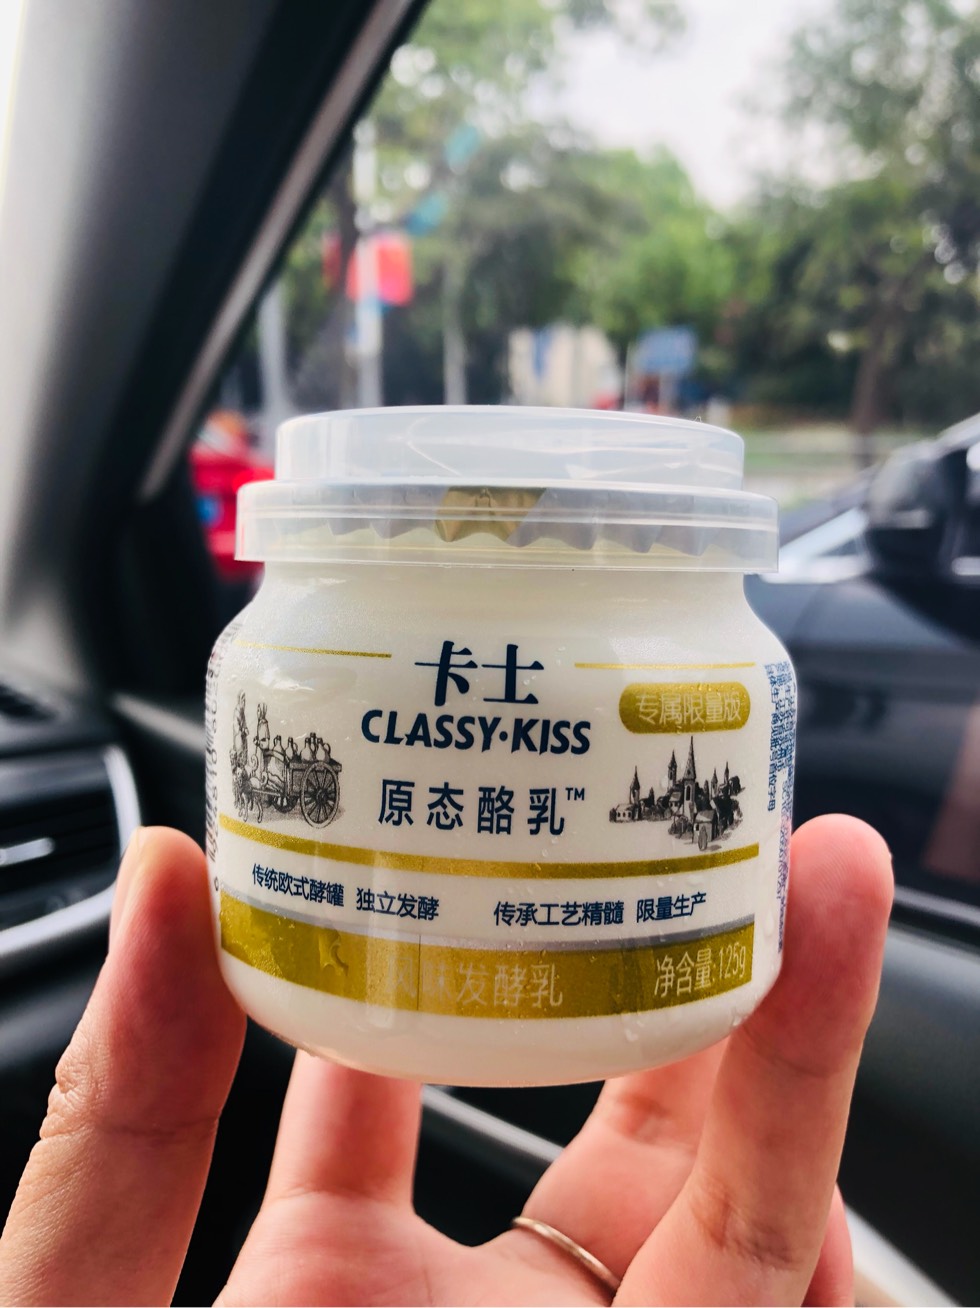 卡士
CLASSY·KISS
专属限量版
原态酪乳™
传统欧式酵罐 独立发酵
传承工艺精髓 限量生产
风味发酵乳
净含量:125g